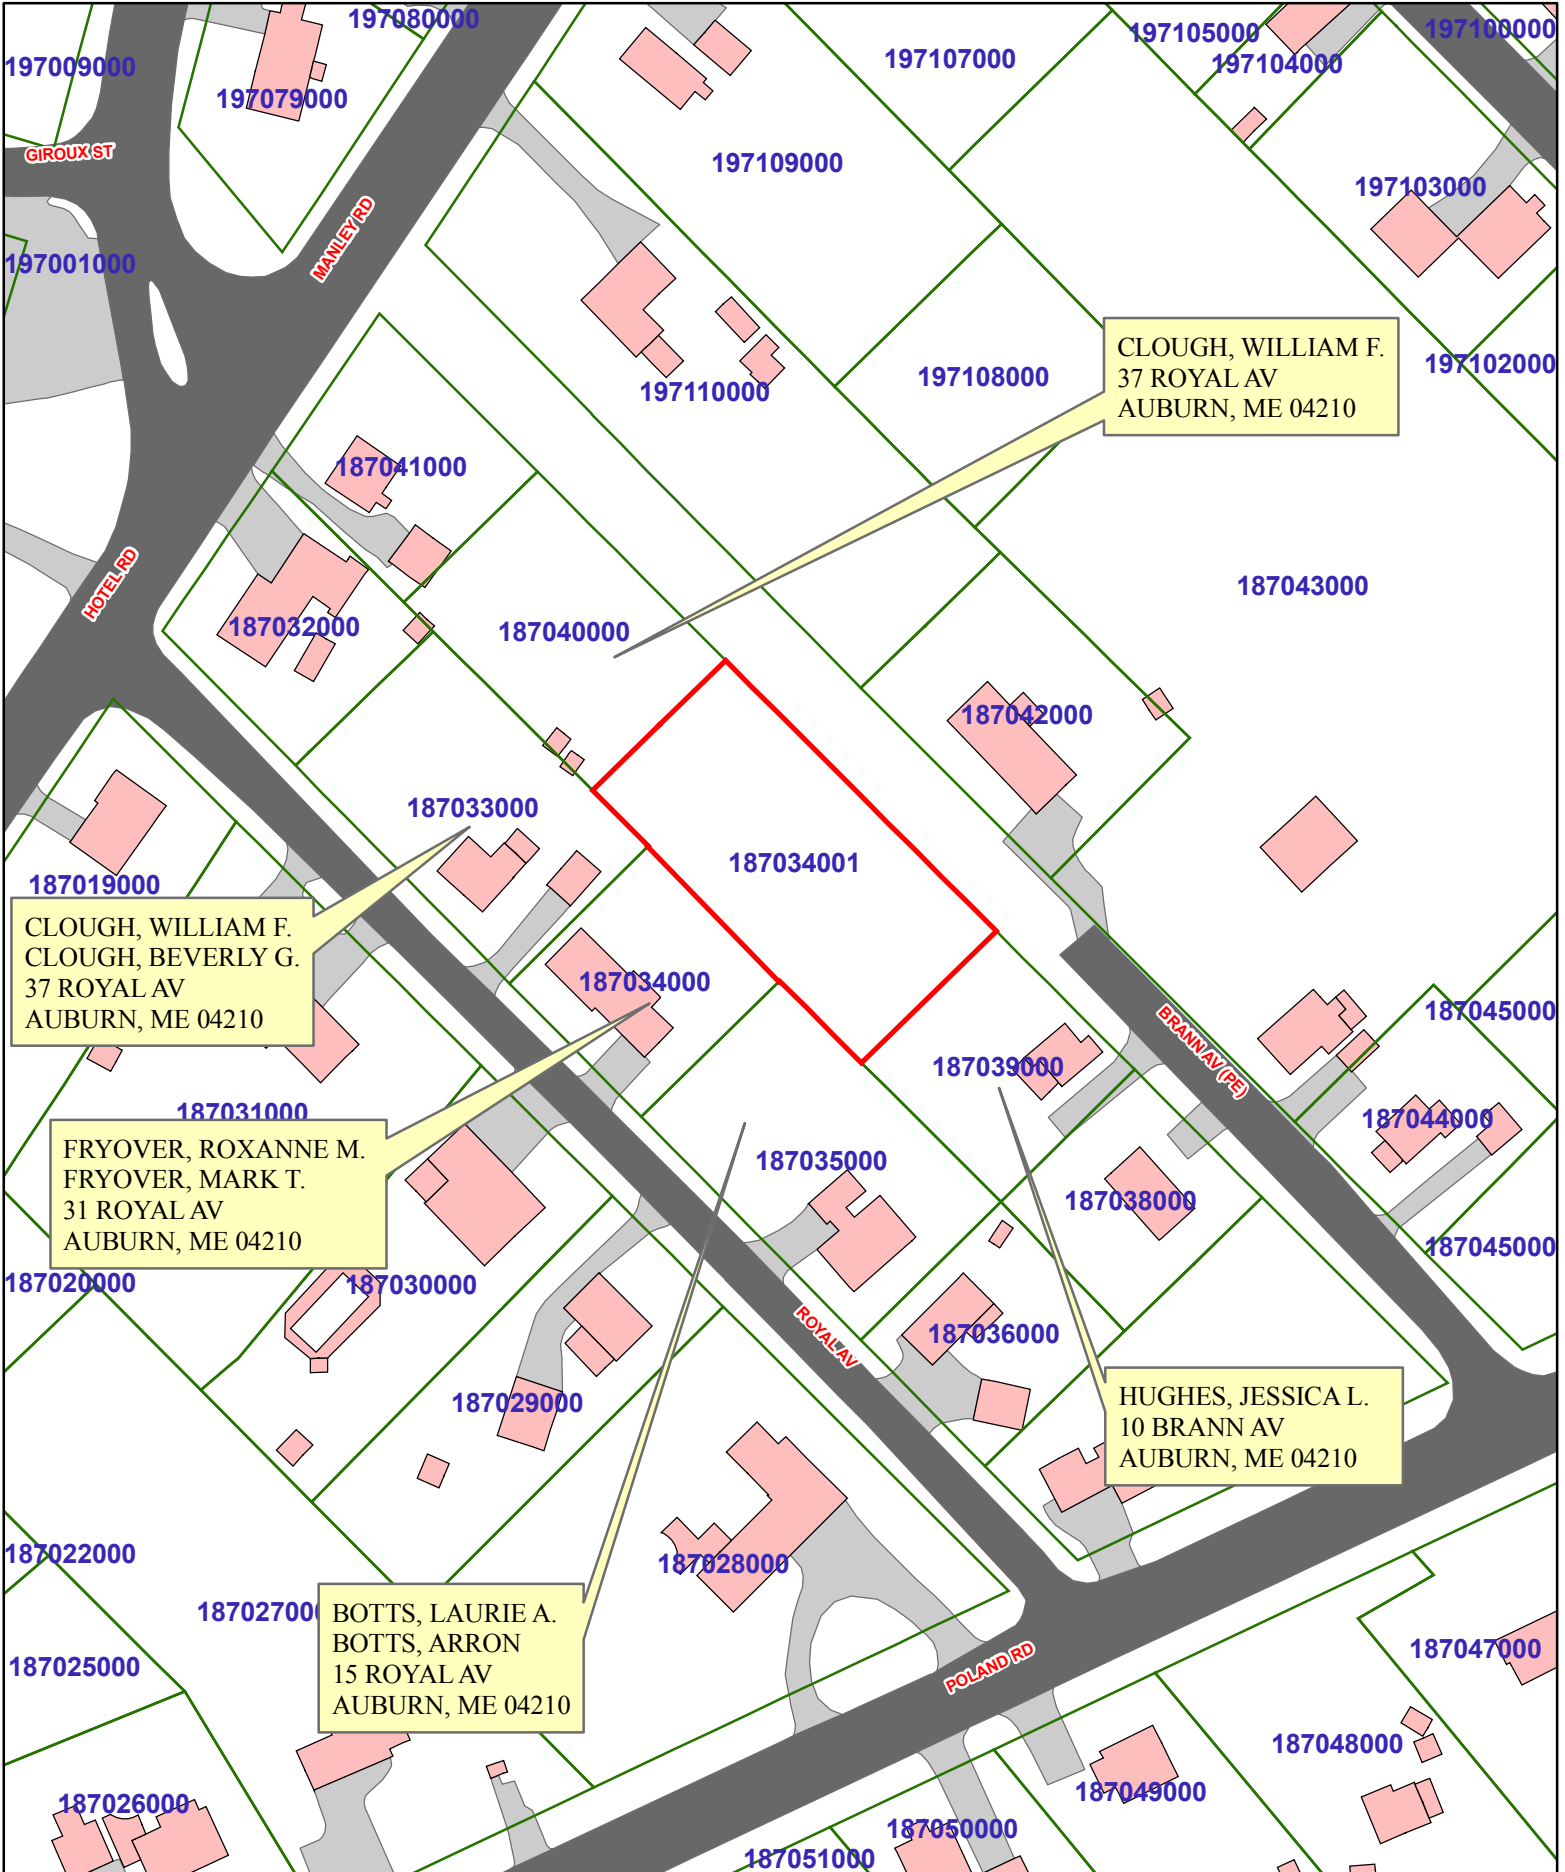 197080000
197105000
197100000
197009000
197107000
197104000
197079000
GIROUX ST
197109000
197103000
MANLEY RD
197001000
CLOUGH, WILLIAM F.
37 ROYAL AV
AUBURN, ME 04210
197110000
197108000
197102000
187041000
HOTEL RD
187043000
187032000
187040000
187042000
187033000
187034001
187019000
CLOUGH, WILLIAM F.
CLOUGH, BEVERLY G.
37 ROYAL AV
AUBURN, ME 04210
187034000
187045000
BRANN AV (PE)
187039000
187031000
187044000
FRYOVER, ROXANNE M.
FRYOVER, MARK T.
31 ROYAL AV
AUBURN, ME 04210
187035000
187038000
187045000
187020000
187030000
ROYAL AV
187036000
187029000
HUGHES, JESSICA L.
10 BRANN AV
AUBURN, ME 04210
187022000
187028000
187027000
BOTTS, LAURIE A.
BOTTS, ARRON
15 ROYAL AV
AUBURN, ME 04210
187025000
POLAND RD
187047000
187048000
187026000
187049000
187050000
187051000